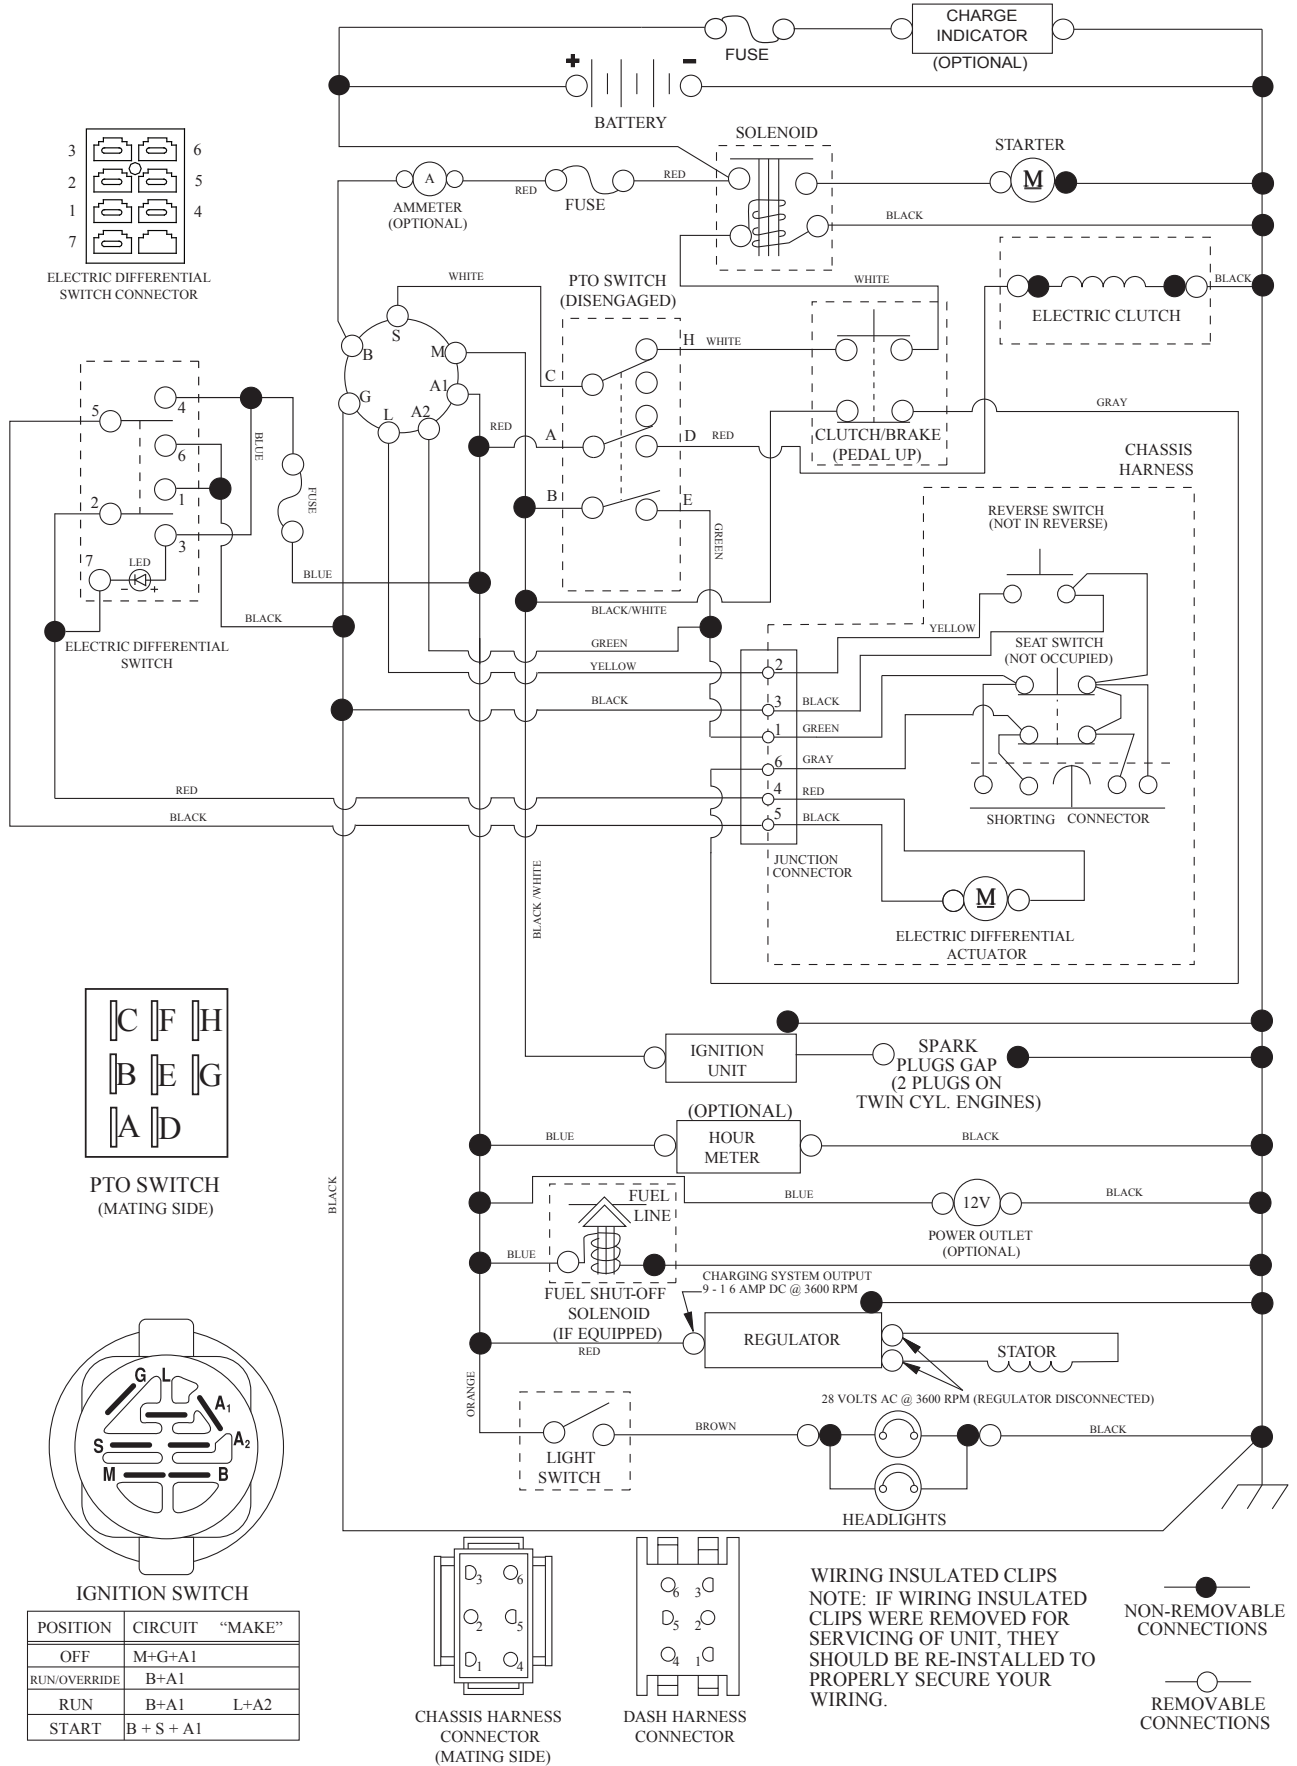 CHARGE
INDICATOR
(OPTIONAL)
FUSE
+
−
BATTERY
SOLENOID
STARTER
M
3
6
2
5
1
4
7
ELECTRIC DIFFERENTIAL
SWITCH CONNECTOR
A
AMMETER
(OPTIONAL)
RED
FUSE
RED
BLACK
WHITE
PTO SWITCH
(DISENGAGED)
WHITE
BLACK
ELECTRIC CLUTCH
S
B
M
G
A1
L
A2
H
WHITE
C
RED
A
D
RED
B
E
GREEN
CLUTCH/BRAKE
(PEDAL UP)
GRAY
CHASSIS
HARNESS
5
4
6
2
1
3
7
LED
-
+
BLUE
FUSE
BLUE
ELECTRIC DIFFERENTIAL
SWITCH
BLACK
BLACK/WHITE
GREEN
YELLOW
BLACK
REVERSE SWITCH
(NOT IN REVERSE)
YELLOW
SEAT SWITCH
(NOT OCCUPIED)
2
3
BLACK
1
GREEN
6
GRAY
4
RED
5
BLACK
SHORTING
CONNECTOR
JUNCTION
CONNECTOR
RED
BLACK
M
ELECTRIC DIFFERENTIAL
ACTUATOR
BLACK /WHITE
C F H
B E G
A D
PTO SWITCH
(MATING SIDE)
BLACK
IGNITION
UNIT
SPARK
PLUGS GAP
(2 PLUGS ON
TWIN CYL. ENGINES)
(OPTIONAL)
HOUR
METER
BLUE
BLACK
BLUE
12V
BLACK
POWER OUTLET
(OPTIONAL)
FUEL
LINE
BLUE
FUEL SHUT-OFF
SOLENOID
(IF EQUIPPED)
CHARGING SYSTEM OUTPUT
9 - 1 6 AMP DC @ 3600 RPM
RED
REGULATOR
STATOR
28 VOLTS AC @ 3600 RPM (REGULATOR DISCONNECTED)
ORANGE
LIGHT
SWITCH
BROWN
BLACK
HEADLIGHTS
G
L
A1
S
A2
M
B
IGNITION SWITCH
POSITION CIRCUIT “MAKE”
OFF M+G+A1
RUN/OVERRIDE B+A1
RUN B+A1 L+A2
START B + S + A1
3 6
2 5
1 4
CHASSIS HARNESS
CONNECTOR
(MATING SIDE)
6 3
5 2
4 1
DASH HARNESS
CONNECTOR
WIRING INSULATED CLIPS
NOTE: IF WIRING INSULATED
CLIPS WERE REMOVED FOR
SERVICING OF UNIT, THEY
SHOULD BE RE-INSTALLED TO
PROPERLY SECURE YOUR
WIRING.
NON-REMOVABLE
CONNECTIONS
REMOVABLE
CONNECTIONS